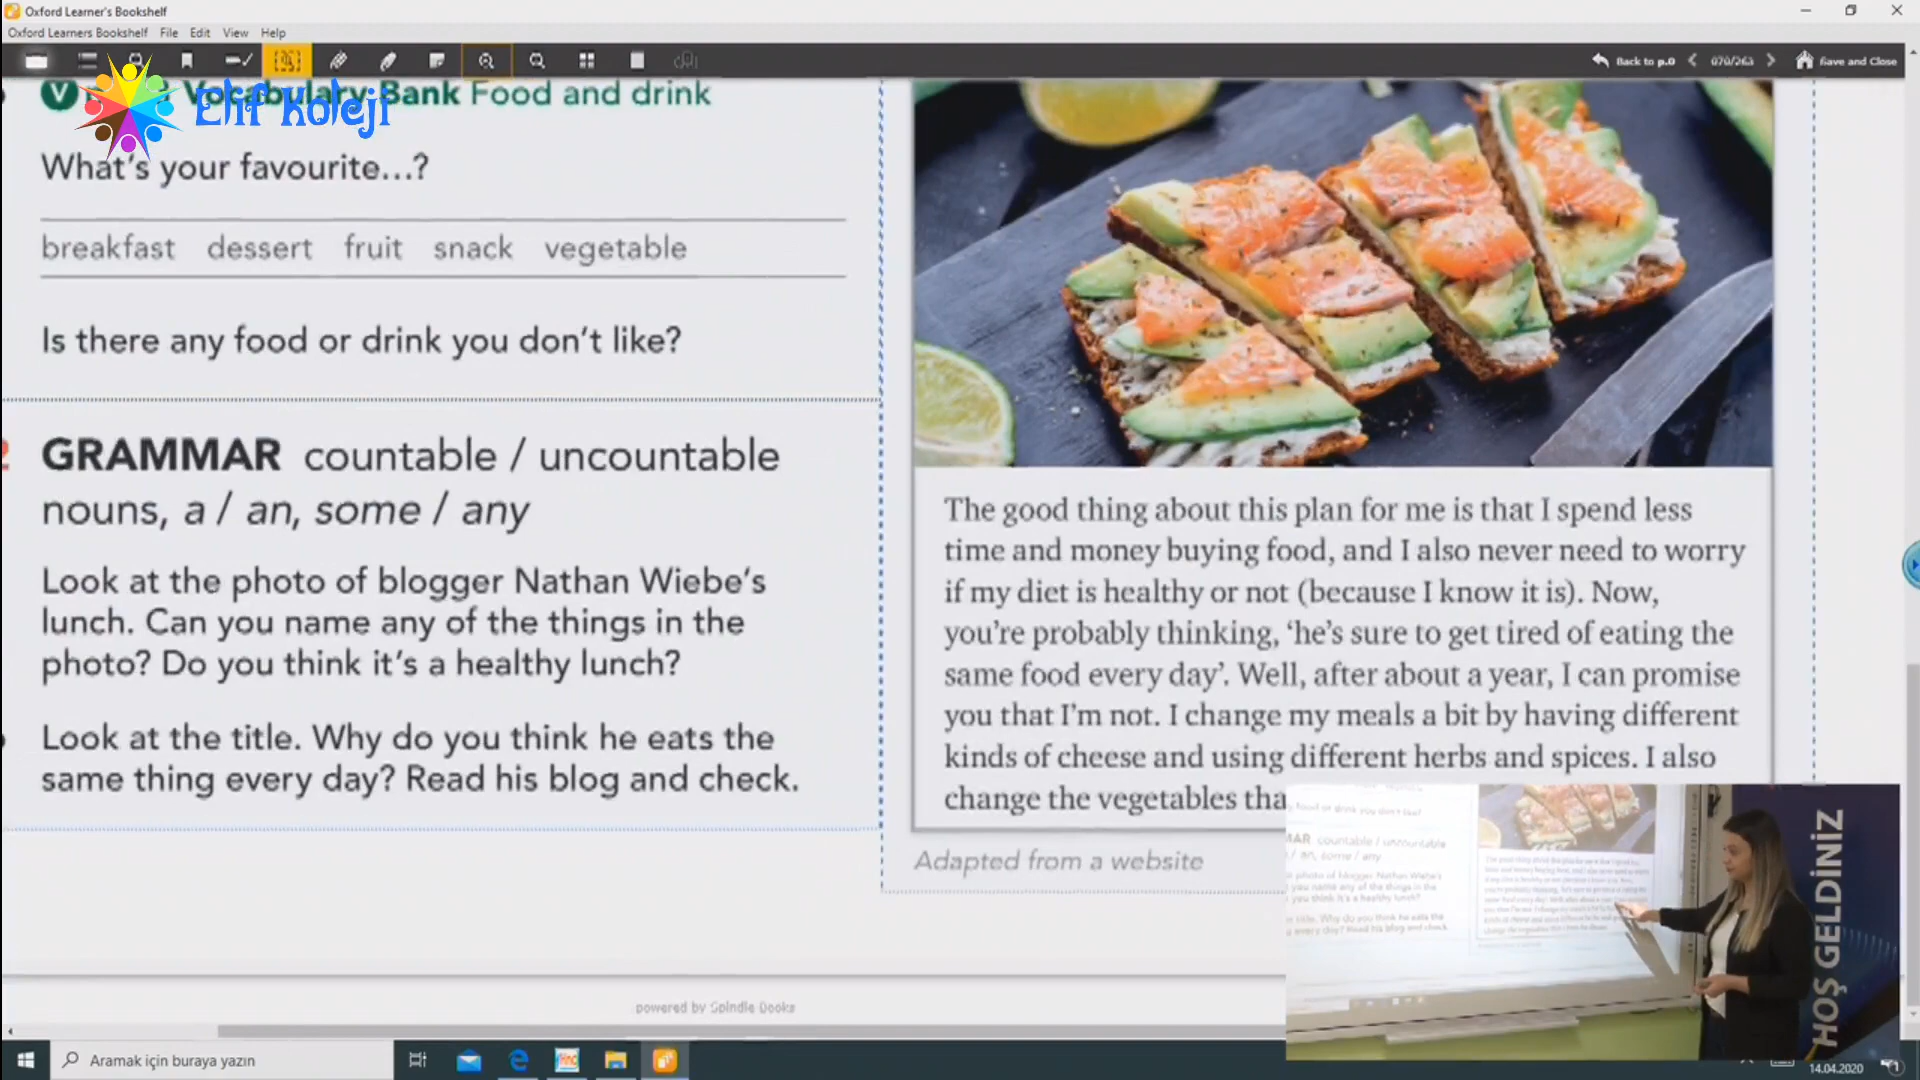 Oxford Learner's Bookshelf
Oxford Learners Bookshelf File Edit View Help
Back to p.0 070/263 Save and Close
Elif Koleji
V Vocabulary Bank Food and drink
What's your favourite...?
breakfast dessert fruit snack vegetable
Is there any food or drink you don't like?
GRAMMAR countable / uncountable
nouns, a / an, some / any
Look at the photo of blogger Nathan Wiebe's
lunch. Can you name any of the things in the
photo? Do you think it's a healthy lunch?
Look at the title. Why do you think he eats the
same thing every day? Read his blog and check.
The good thing about this plan for me is that I spend less
time and money buying food, and I also never need to worry
if my diet is healthy or not (because I know it is). Now,
you're probably thinking, 'he's sure to get tired of eating the
same food every day'. Well, after about a year, I can promise
you that I'm not. I change my meals a bit by having different
kinds of cheese and using different herbs and spices. I also
change the vegetables tha
Adapted from a website
powered by Spindle Books
HOŞ GELDİNİZ
Aramak için buraya yazın
14.04.2020